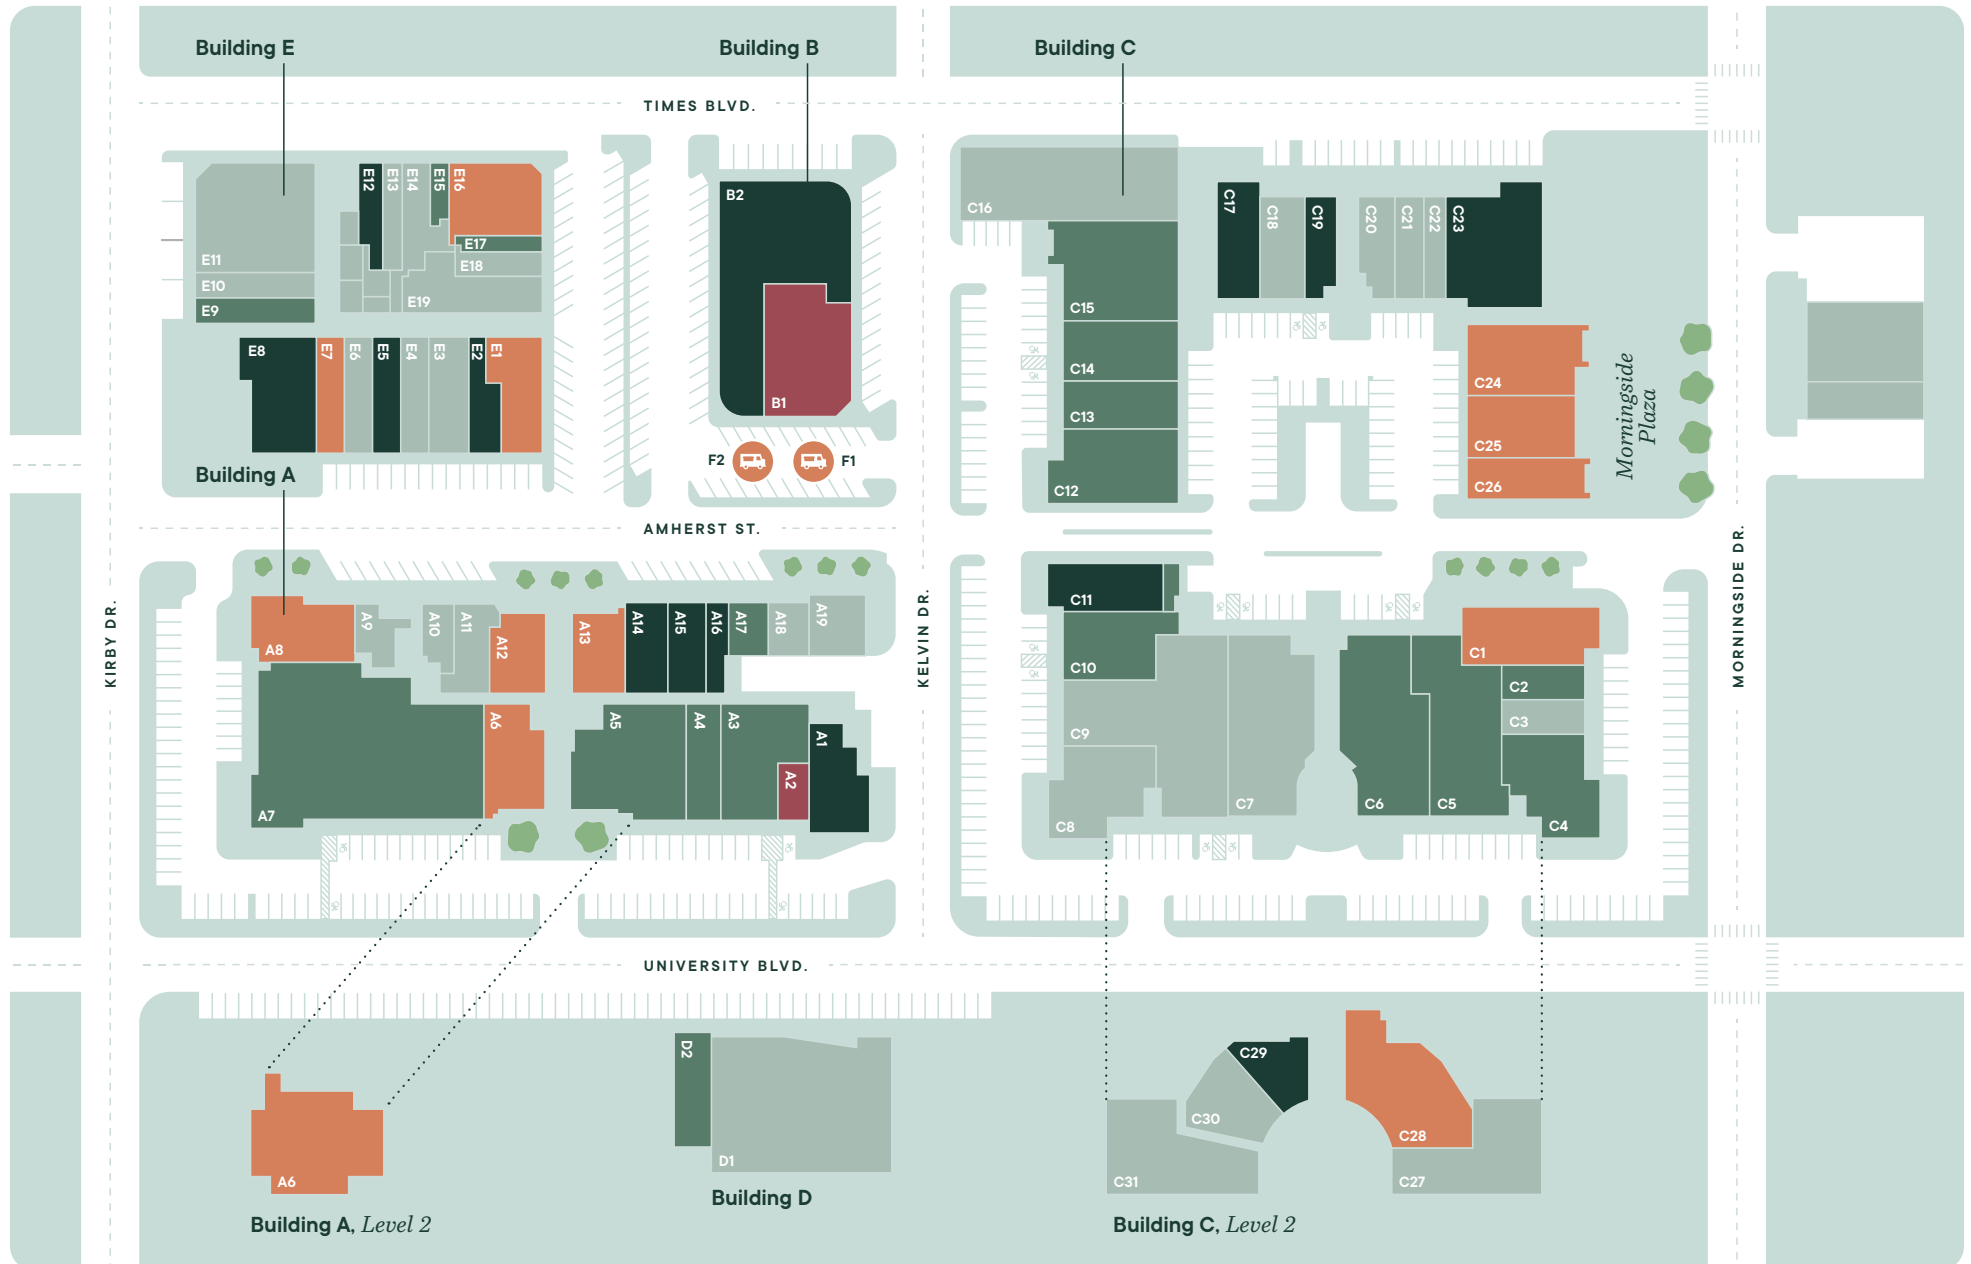 Building E
Building B
Building C
TIMES BLVD.
E11
E10
E9
E12
E13
E14
E15
E16
E17
E18
E19
E8
E7
E6
E5
E4
E3
E2
E1
B2
B1
F2
F1
C16
C15
C14
C13
C12
C17
C18
C19
C20
C21
C22
C23
C24
C25
C26
Morningside
Plaza
Building A
AMHERST ST.
KIRBY DR.
KELVIN DR.
MORNINGSIDE DR.
A8
A9
A10
A11
A12
A13
A14
A15
A16
A17
A18
A19
A7
A6
A5
A4
A3
A2
A1
C11
C10
C9
C8
C7
C6
C5
C4
C3
C2
C1
UNIVERSITY BLVD.
A6
Building A, Level 2
D2
D1
Building D
C29
C30
C31
C28
C27
Building C, Level 2